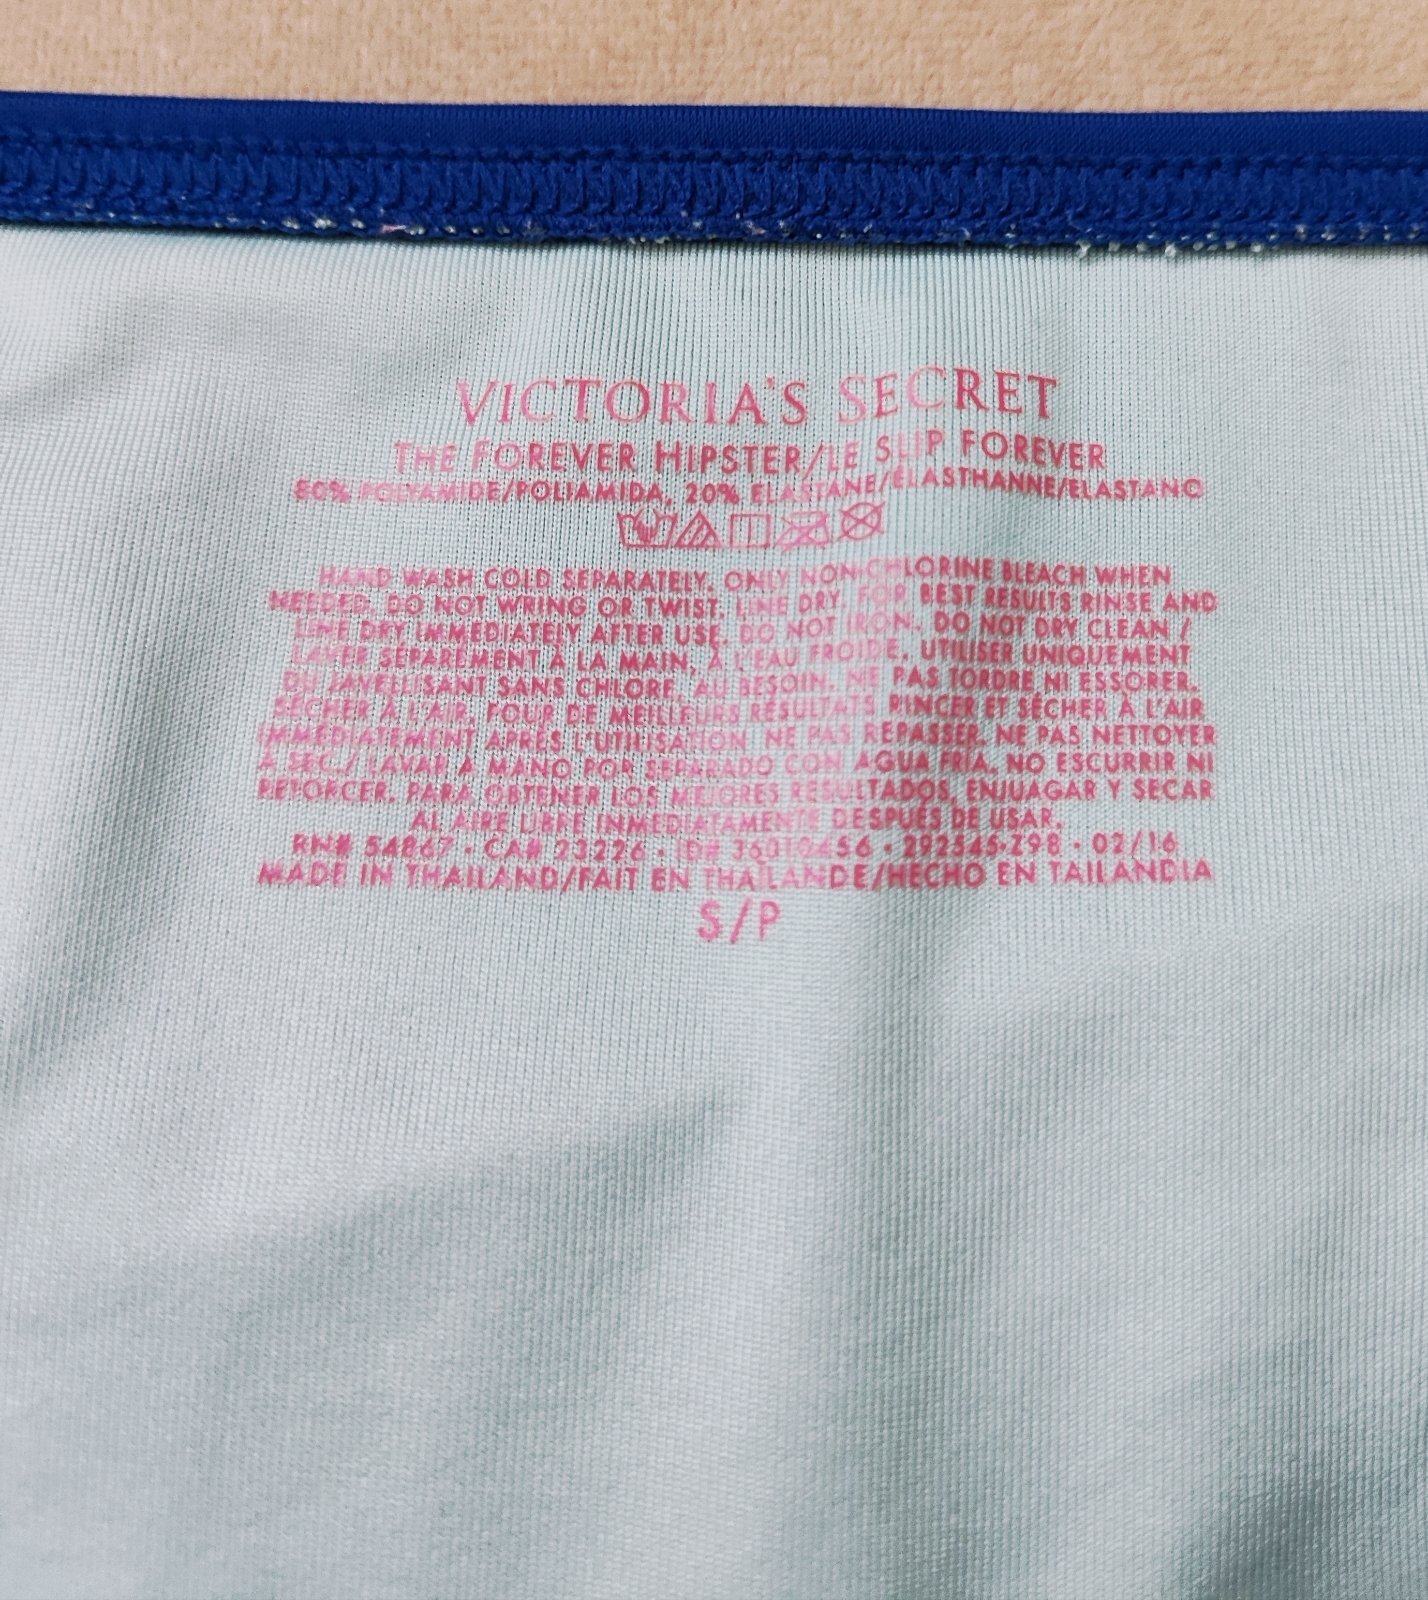 VICTORIA'S SECRET
THE FOREVER HIPSTER/LE SLIP FOREVER
80% POLYAMIDE/POLIAMIDA, 20% ELASTANE/ÉLASTHANNE/ELASTANO
HAND WASH COLD SEPARATELY. ONLY NON-CHLORINE BLEACH WHEN
NEEDED. DO NOT WRING OR TWIST. LINE DRY. FOR BEST RESULTS RINSE AND
LINE DRY IMMEDIATELY AFTER USE. DO NOT IRON. DO NOT DRY CLEAN /
LAVER SÉPARÉMENT À LA MAIN, À L'EAU FROIDE. UTILISER UNIQUEMENT
DU JAVELLISANT SANS CHLORE, AU BESOIN. NE PAS TORDRE NI ESSORER.
SÉCHER À L'AIR. POUR DE MEILLEURS RÉSULTATS RINCER ET SÉCHER À L'AIR
IMMÉDIATEMENT APRÈS L'UTILISATION. NE PAS REPASSER. NE PAS NETTOYER
À SEC./ LAVAR A MANO POR SEPARADO CON AGUA FRÍA. NO ESCURRIR NI
RETORCER. PARA OBTENER LOS MEJORES RESULTADOS, ENJUAGAR Y SECAR
AL AIRE LIBRE INMEDIATAMENTE DESPUÉS DE USAR.
RN# 54867 • CA# 23226 • ID# 36010456 • 292545•Z98 • 02/16
MADE IN THAILAND/FAIT EN THAÏLANDE/HECHO EN TAILANDIA
S/P